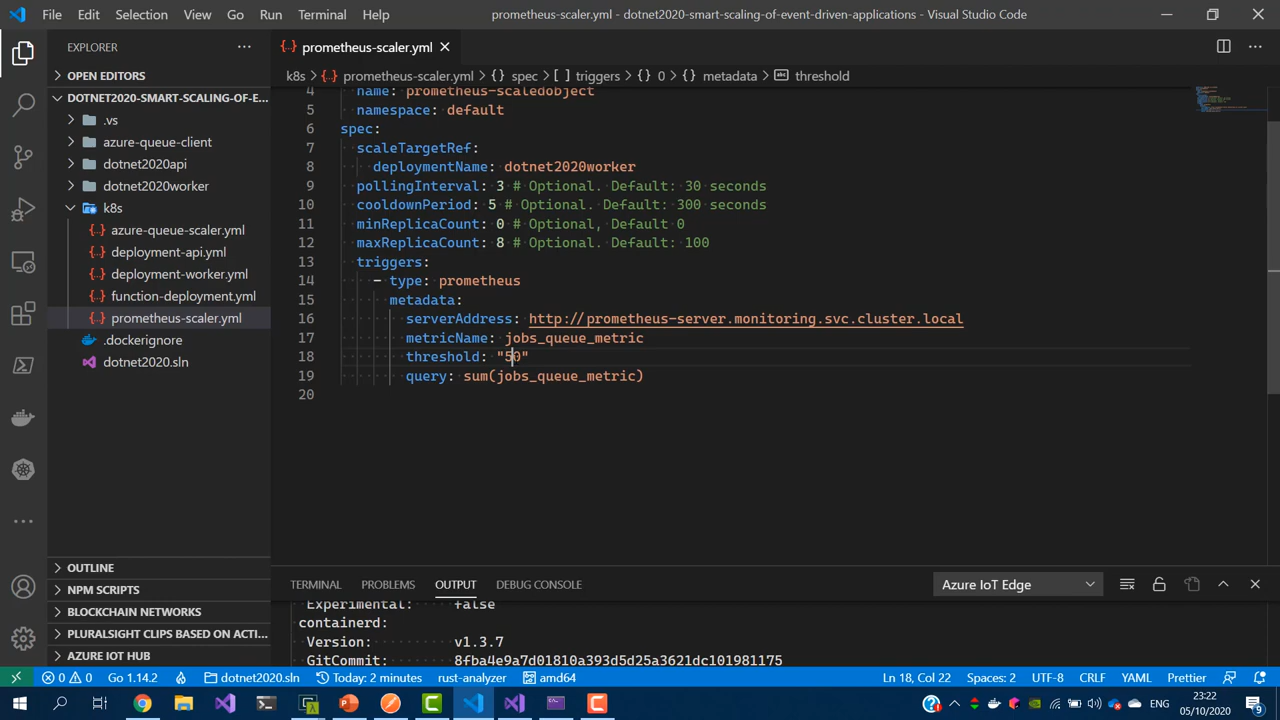 File Edit Selection View Go Run Terminal Help
prometheus-scaler.yml - dotnet2020-smart-scaling-of-event-driven-applications - Visual Studio Code
EXPLORER
OPEN EDITORS
DOTNET2020-SMART-SCALING-OF-E...
.vs
azure-queue-client
dotnet2020api
dotnet2020worker
k8s
azure-queue-scaler.yml
deployment-api.yml
deployment-worker.yml
function-deployment.yml
prometheus-scaler.yml
.dockerignore
dotnet2020.sln
OUTLINE
NPM SCRIPTS
BLOCKCHAIN NETWORKS
PLURALSIGHT CLIPS BASED ON ACTI...
AZURE IOT HUB
prometheus-scaler.yml
k8s > prometheus-scaler.yml > {} spec > [ ] triggers > {} 0 > {} metadata > abc threshold
4 name: prometheus-scaledobject
5 namespace: default
6 spec:
7 scaleTargetRef:
8 deploymentName: dotnet2020worker
9 pollingInterval: 3 # Optional. Default: 30 seconds
10 cooldownPeriod: 5 # Optional. Default: 300 seconds
11 minReplicaCount: 0 # Optional, Default 0
12 maxReplicaCount: 8 # Optional. Default: 100
13 triggers:
14 - type: prometheus
15 metadata:
16 serverAddress: http://prometheus-server.monitoring.svc.cluster.local
17 metricName: jobs_queue_metric
18 threshold: "50"
19 query: sum(jobs_queue_metric)
20
TERMINAL PROBLEMS OUTPUT DEBUG CONSOLE
Azure IoT Edge
Experimental: false
containerd:
Version: v1.3.7
GitCommit: 8fba4e9a7d01810a393d5d25a3621dc101981175
0 0 Go 1.14.2 dotnet2020.sln Today: 2 minutes rust-analyzer amd64
Ln 18, Col 22 Spaces: 2 UTF-8 CRLF YAML Prettier
ENG
23:22
05/10/2020
9